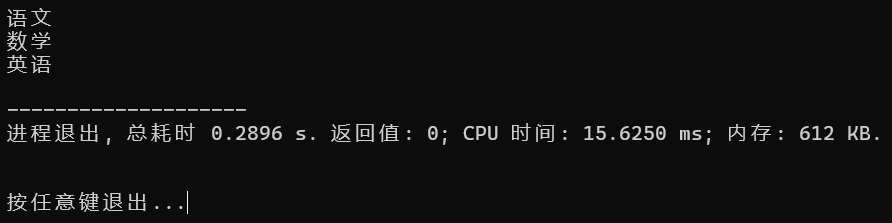 语文
数学
英语
--------------------
进程退出, 总耗时 0.2896 s. 返回值: 0; CPU 时间: 15.6250 ms; 内存: 612 KB.
按任意键退出...